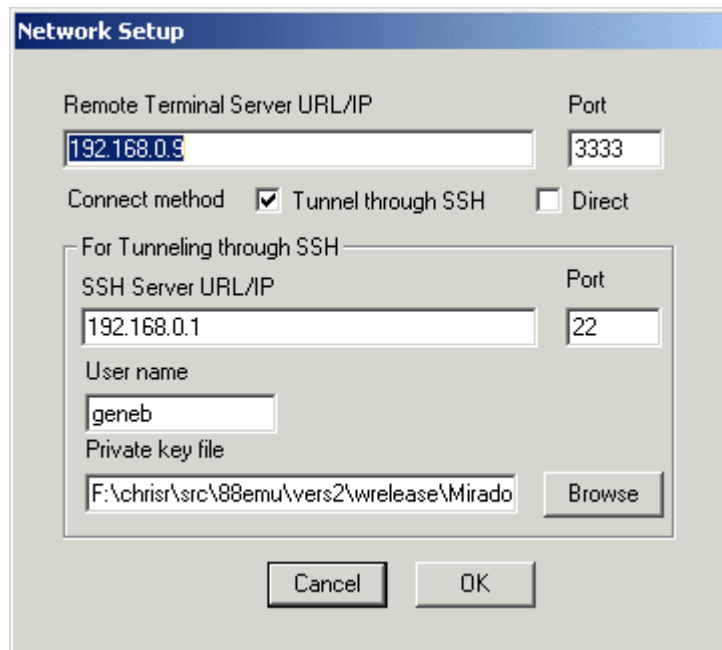 Network Setup
Remote Terminal Server URL/IP Port
192.168.0.9 3333
Connect method Tunnel through SSH Direct
For Tunneling through SSH
SSH Server URL/IP Port
192.168.0.1 22
User name
geneb
Private key file
F:\chrisr\src\88emu\vers2\wrelease\Mirado Browse
Cancel OK